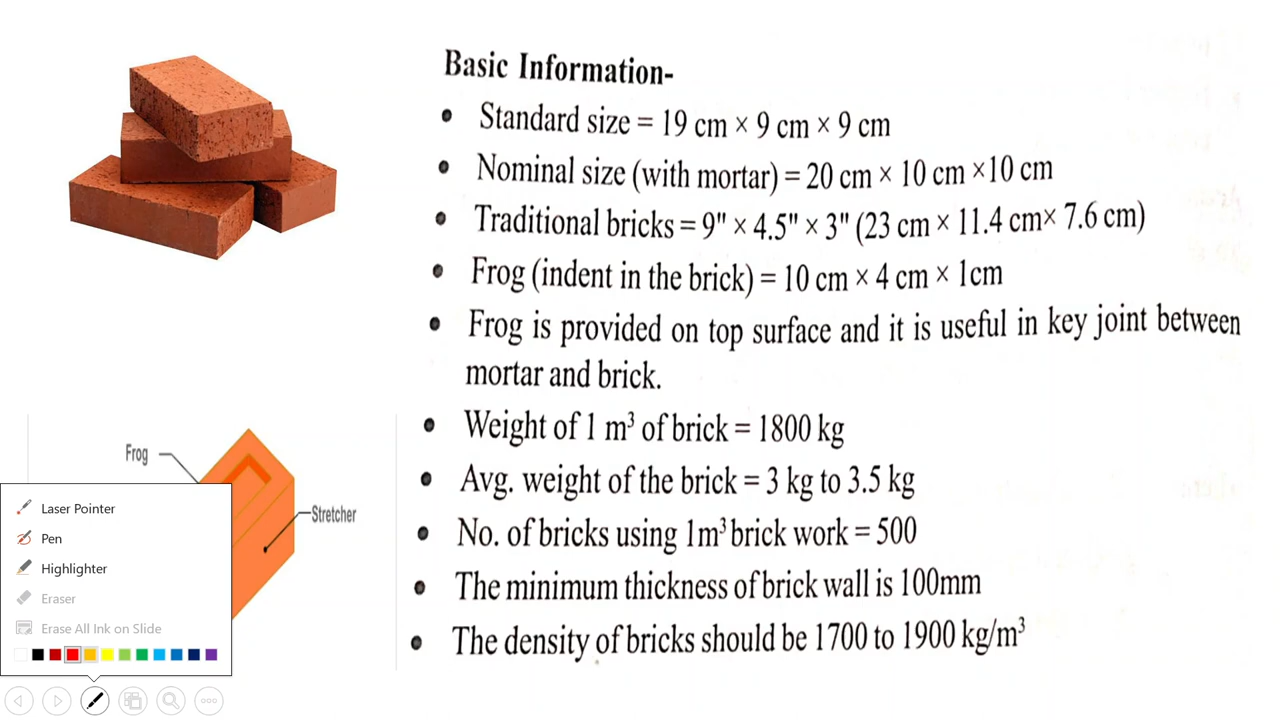 Basic Information-
• Standard size = 19 cm × 9 cm × 9 cm
• Nominal size (with mortar) = 20 cm × 10 cm ×10 cm
• Traditional bricks = 9" × 4.5" × 3" (23 cm × 11.4 cm× 7.6 cm)
• Frog (indent in the brick) = 10 cm × 4 cm × 1cm
• Frog is provided on top surface and it is useful in key joint between
mortar and brick.
• Weight of 1 m³ of brick = 1800 kg
• Avg. weight of the brick = 3 kg to 3.5 kg
• No. of bricks using 1m³ brick work = 500
• The minimum thickness of brick wall is 100mm
• The density of bricks should be 1700 to 1900 kg/m³
Frog
Stretcher
Laser Pointer
Pen
Highlighter
Eraser
Erase All Ink on Slide